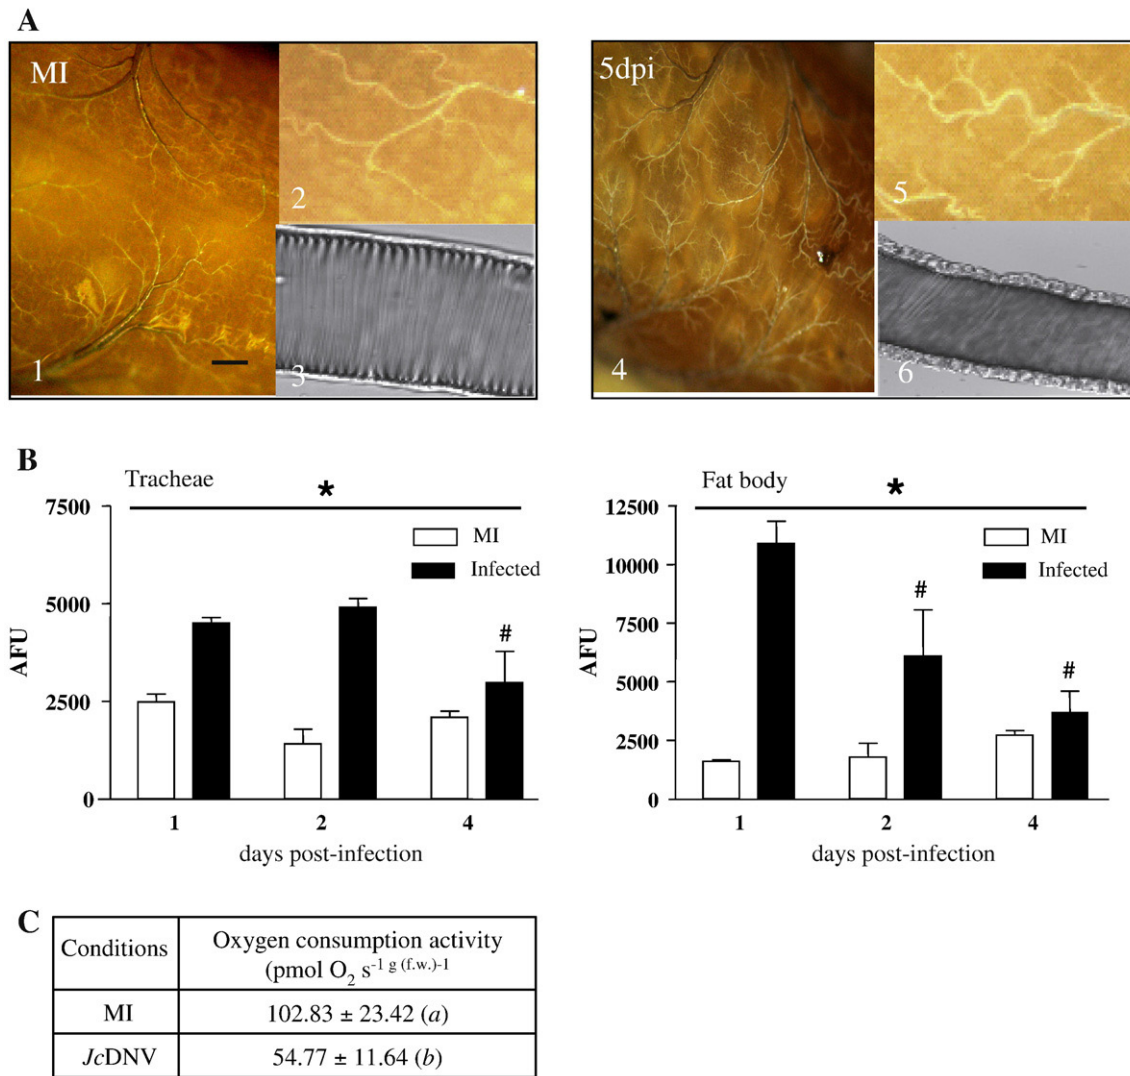 A
MI
1
2
3
5dpi
4
5
6
B
Tracheae
*
7500
5000
2500
0
AFU
MI
Infected
#
1 2 4
days post-infection
Fat body
*
12500
10000
7500
5000
2500
0
AFU
MI
Infected
#
#
1 2 4
days post-infection
C
Conditions
Oxygen consumption activity
(pmol O₂ s⁻¹ ᵍ ⁽ᶠ·ʷ·⁾⁻¹
MI
102.83 ± 23.42 (a)
JcDNV
54.77 ± 11.64 (b)